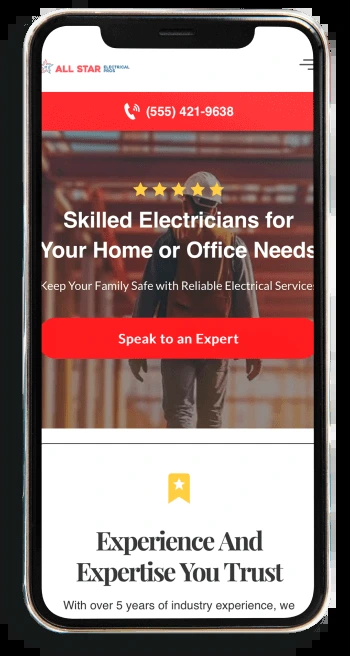 ALL STAR ELECTRICAL PROS
(555) 421-9638
Skilled Electricians for
Your Home or Office Needs
Keep Your Family Safe with Reliable Electrical Services
Speak to an Expert
Experience And
Expertise You Trust
With over 5 years of industry experience, we